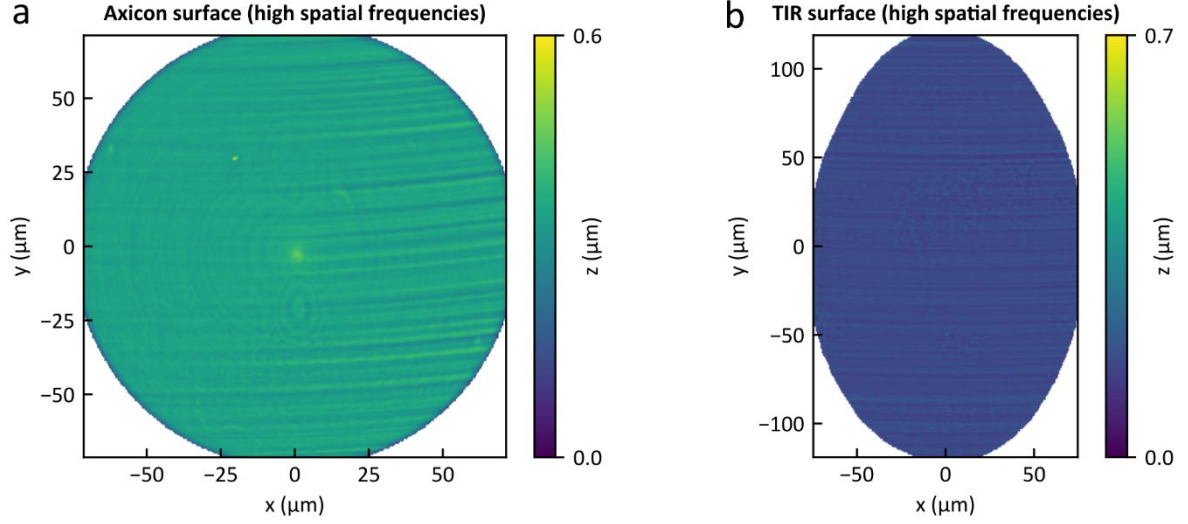 a
Axicon surface (high spatial frequencies)
50
25
0
−25
−50
y (μm)
−50
−25
0
25
50
x (μm)
0.6
0.0
z (μm)
b
TIR surface (high spatial frequencies)
100
50
0
−50
−100
y (μm)
−50
0
50
x (μm)
0.7
0.0
z (μm)